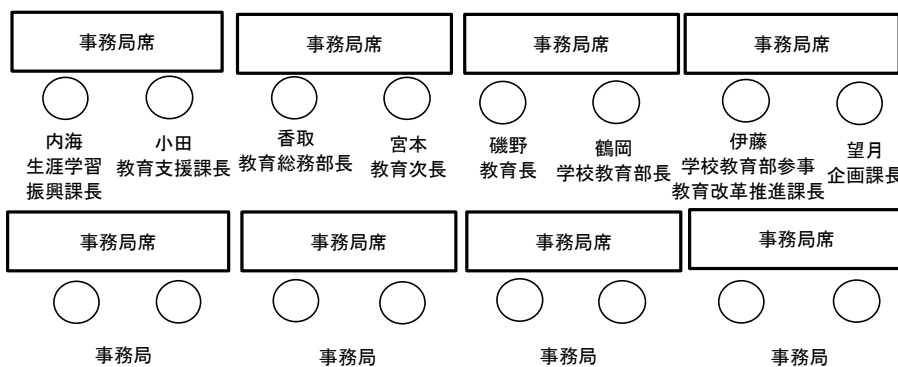 事務局席
事務局席
事務局席
事務局席
内海
生涯学習
振興課長
小田
教育支援課長
香取
教育総務部長
宮本
教育次長
磯野
教育長
鶴岡
学校教育部長
伊藤
学校教育部参事
教育改革推進課長
望月
企画課長
事務局席
事務局席
事務局席
事務局席
事務局
事務局
事務局
事務局